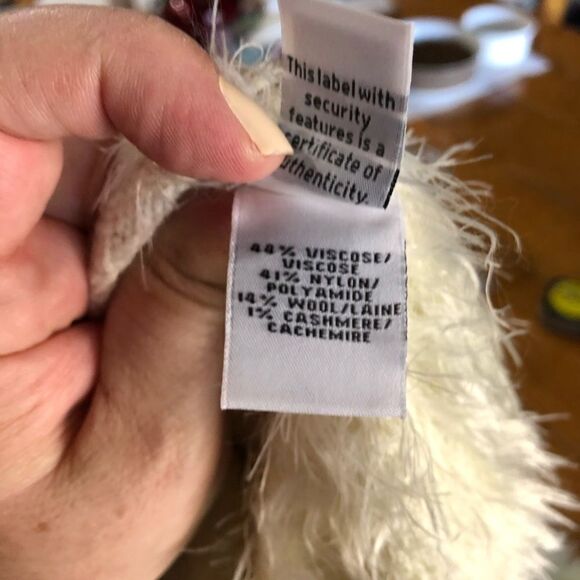 This label with
security
features is a
certificate of
authenticity.
44% VISCOSE/
VISCOSE
41% NYLON/
POLYAMIDE
14% WOOL/LAINE
1% CASHMERE/
CACHEMIRE